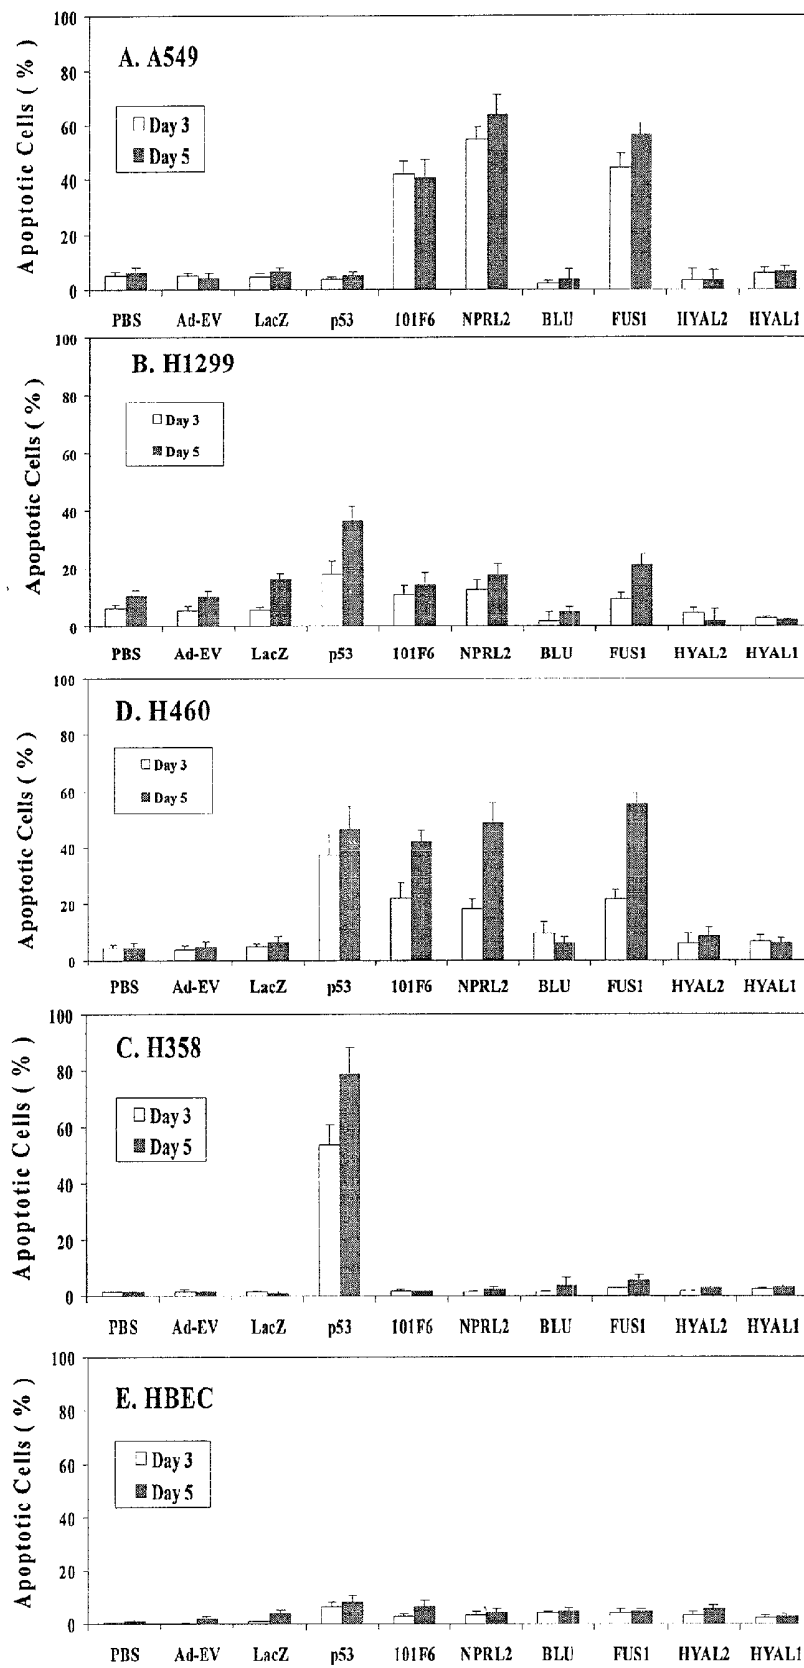 A. A549
Apoptotic Cells ( % )
100
80
60
40
20
0
Day 3
Day 5
PBS Ad-EV LacZ p53 101F6 NPRL2 BLU FUS1 HYAL2 HYAL1
B. H1299
Apoptotic Cells ( % )
100
80
60
40
20
0
Day 3
Day 5
PBS Ad-EV LacZ p53 101F6 NPRL2 BLU FUS1 HYAL2 HYAL1
D. H460
Apoptotic Cells ( % )
100
80
60
40
20
0
Day 3
Day 5
PBS Ad-EV LacZ p53 101F6 NPRL2 BLU FUS1 HYAL2 HYAL1
C. H358
Apoptotic Cells ( % )
100
80
60
40
20
0
Day 3
Day 5
PBS Ad-EV LacZ p53 101F6 NPRL2 BLU FUS1 HYAL2 HYAL1
E. HBEC
Apoptotic Cells ( % )
100
80
60
40
20
0
Day 3
Day 5
PBS Ad-EV LacZ p53 101F6 NPRL2 BLU FUS1 HYAL2 HYAL1